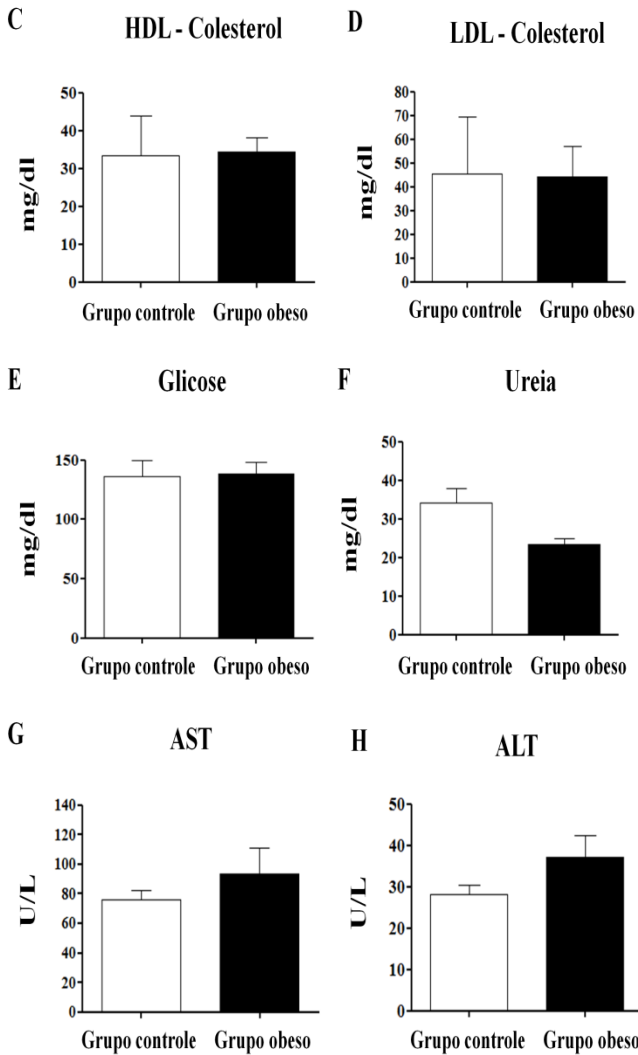 C
HDL - Colesterol
50
40
30
20
10
0
mg/dl
Grupo controle
Grupo obeso
D
LDL - Colesterol
80
70
60
50
40
30
20
10
0
mg/dl
Grupo controle
Grupo obeso
E
Glicose
150
100
50
0
mg/dl
Grupo controle
Grupo obeso
F
Ureia
50
40
30
20
10
0
mg/dl
Grupo controle
Grupo obeso
G
AST
140
120
100
80
60
40
20
0
U/L
Grupo controle
Grupo obeso
H
ALT
50
40
30
20
10
0
U/L
Grupo controle
Grupo obeso